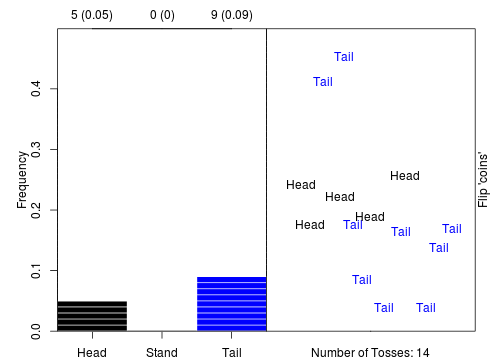 5 (0.05) 0 (0) 9 (0.09)
Frequency
0.4
0.3
0.2
0.1
0.0
Head Stand Tail
Tail
Tail
Head
Head
Head
Head
Head
Tail
Tail
Tail
Tail
Tail
Tail
Tail
Flip 'coins'
Number of Tosses: 14